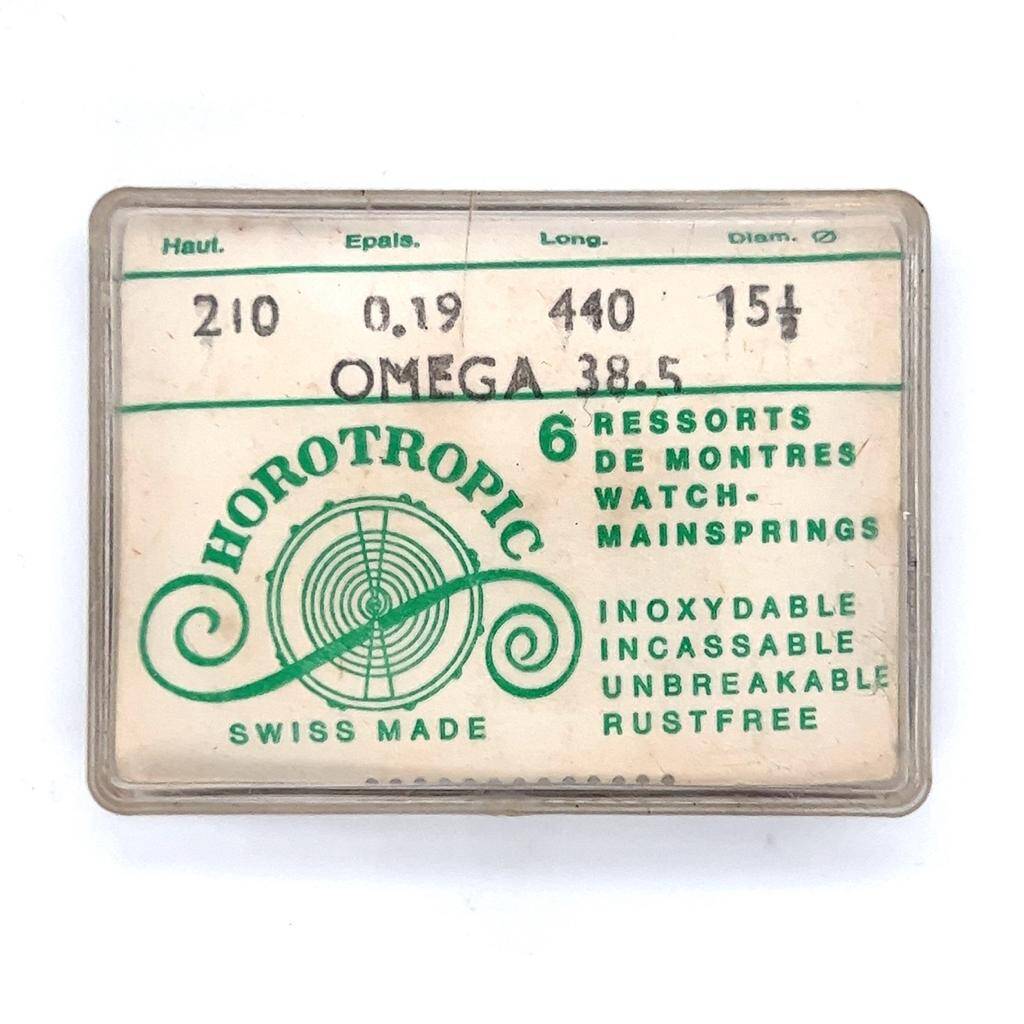 Haut. Epais. Long. Diam. ∅
210 0.19 440 15½
OMEGA 38.5
HOROTROPIC
SWISS MADE
6 RESSORTS
DE MONTRES
WATCH-
MAINSPRINGS
INOXYDABLE
INCASSABLE
UNBREAKABLE
RUSTFREE